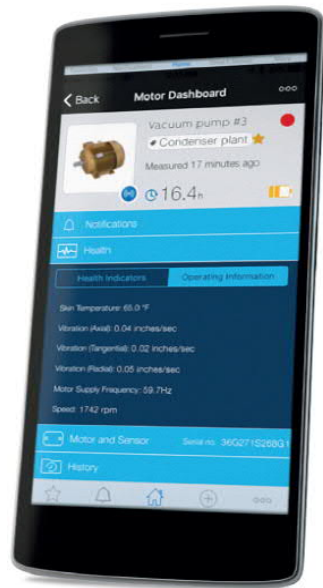 Back
Motor Dashboard
Vacuum pump #3
Condenser plant
Measured 17 minutes ago
16.4h
Notifications
Health
Health Indicators
Operating Information
Skin Temperature: 65.0 °F
Vibration (Axial): 0.04 inches/sec
Vibration (Tangential): 0.02 inches/sec
Vibration (Radial): 0.05 inches/sec
Motor Supply Frequency: 59.7Hz
Speed: 1742 rpm
Motor and Sensor
Serial no. 36G271S288G1
History